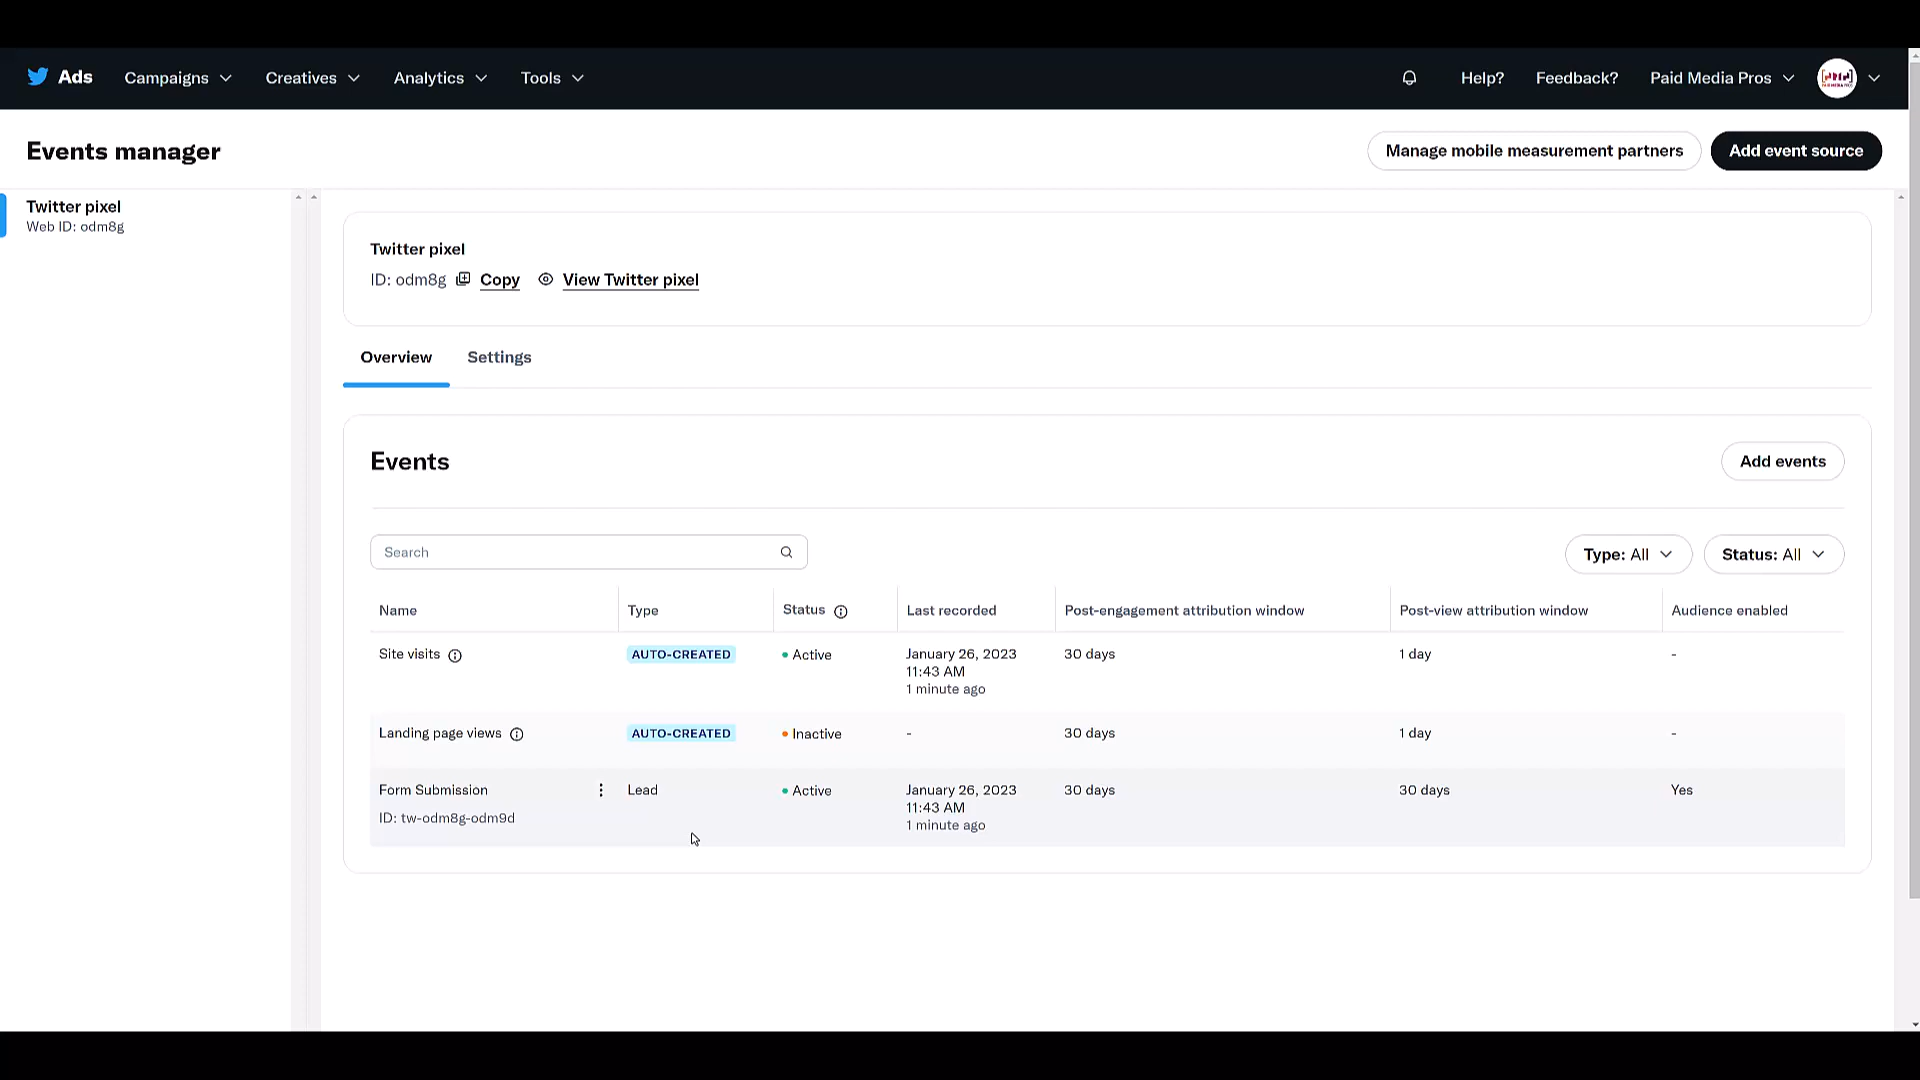 Ads Campaigns Creatives Analytics Tools Help? Feedback? Paid Media Pros
Events manager Manage mobile measurement partners Add event source
Twitter pixel
Web ID: odm8g
Twitter pixel
ID: odm8g Copy View Twitter pixel
Overview Settings
Events Add events
Search Type: All Status: All
Name Type Status Last recorded Post-engagement attribution window Post-view attribution window Audience enabled
Site visits AUTO-CREATED Active January 26, 2023 30 days 1 day -
11:43 AM
1 minute ago
Landing page views AUTO-CREATED Inactive - 30 days 1 day -
Form Submission Lead Active January 26, 2023 30 days 30 days Yes
11:43 AM
ID: tw-odm8g-odm9d
1 minute ago